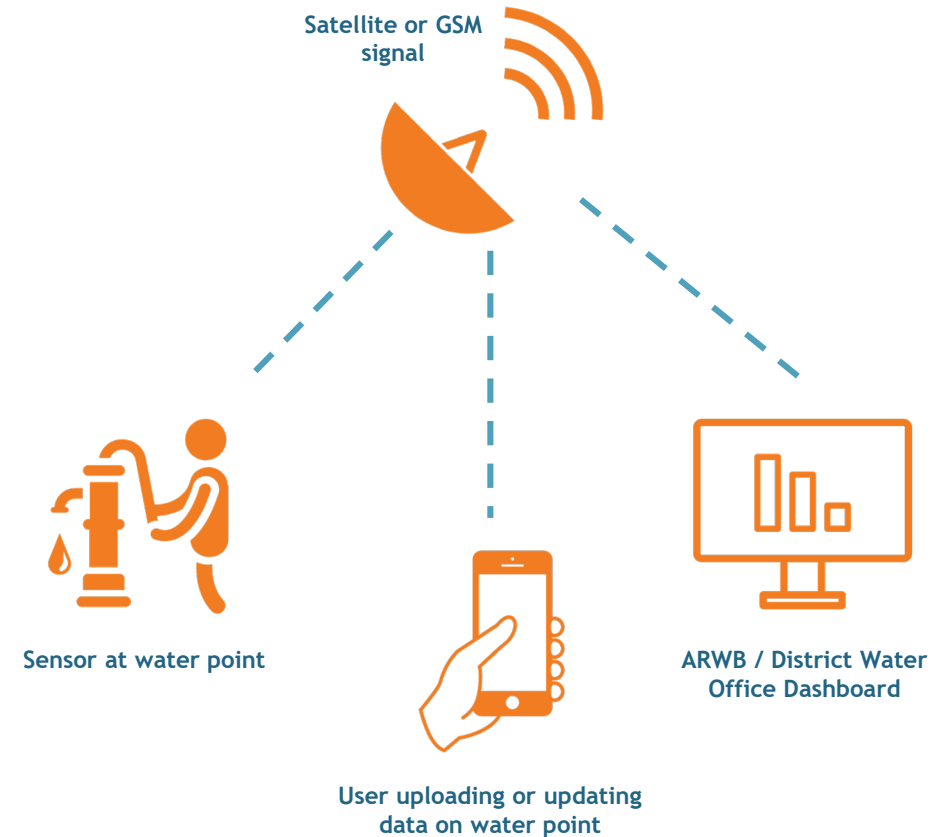 Satellite or GSM
signal
Sensor at water point
ARWB / District Water
Office Dashboard
User uploading or updating
data on water point